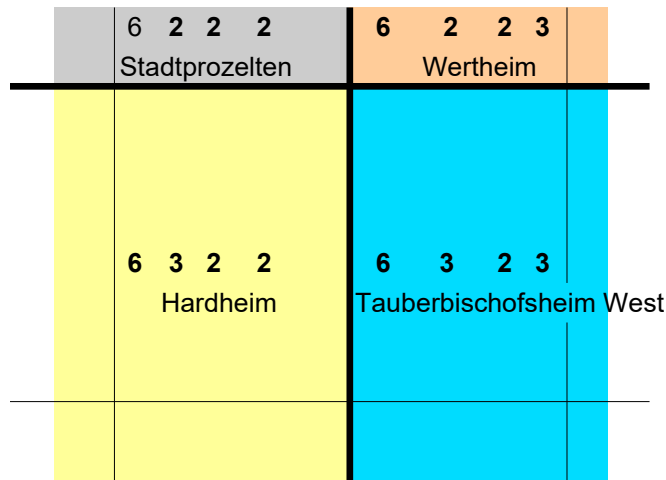 6 2 2 2
Stadtprozelten
6 2 2 3
Wertheim
6 3 2 2
Hardheim
6 3 2 3
Tauberbischofsheim West